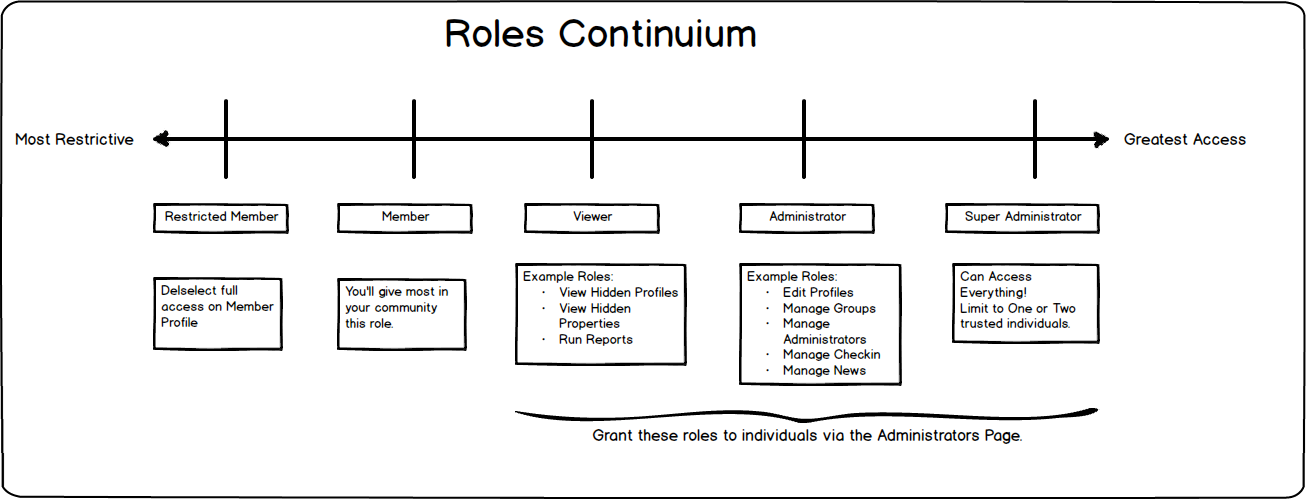 Roles Continuium
Most Restrictive
Greatest Access
Restricted Member
Member
Viewer
Administrator
Super Administrator
Delselect full
access on Member
Profile
You'll give most in
your community
this role.
Example Roles:
· View Hidden Profiles
· View Hidden
Properties
· Run Reports
Example Roles:
· Edit Profiles
· Manage Groups
· Manage
Administrators
· Manage Checkin
· Manage News
Can Access
Everything!
Limit to One or Two
trusted individuals.
Grant these roles to individuals via the Administrators Page.